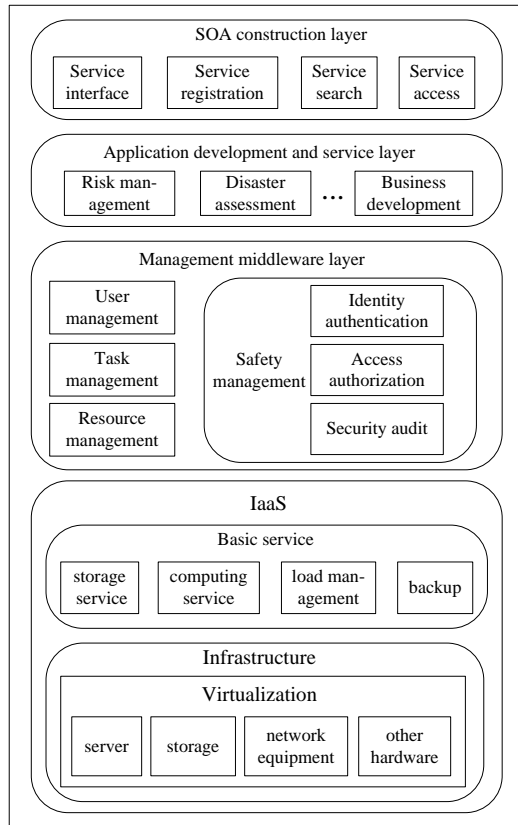 SOA construction layer
Service
interface
Service
registration
Service
search
Service
access
Application development and service layer
Risk man-
agement
Disaster
assessment
...
Business
development
Management middleware layer
User
management
Task
management
Resource
management
Safety
management
Identity
authentication
Access
authorization
Security audit
IaaS
Basic service
storage
service
computing
service
load man-
agement
backup
Infrastructure
Virtualization
server
storage
network
equipment
other
hardware